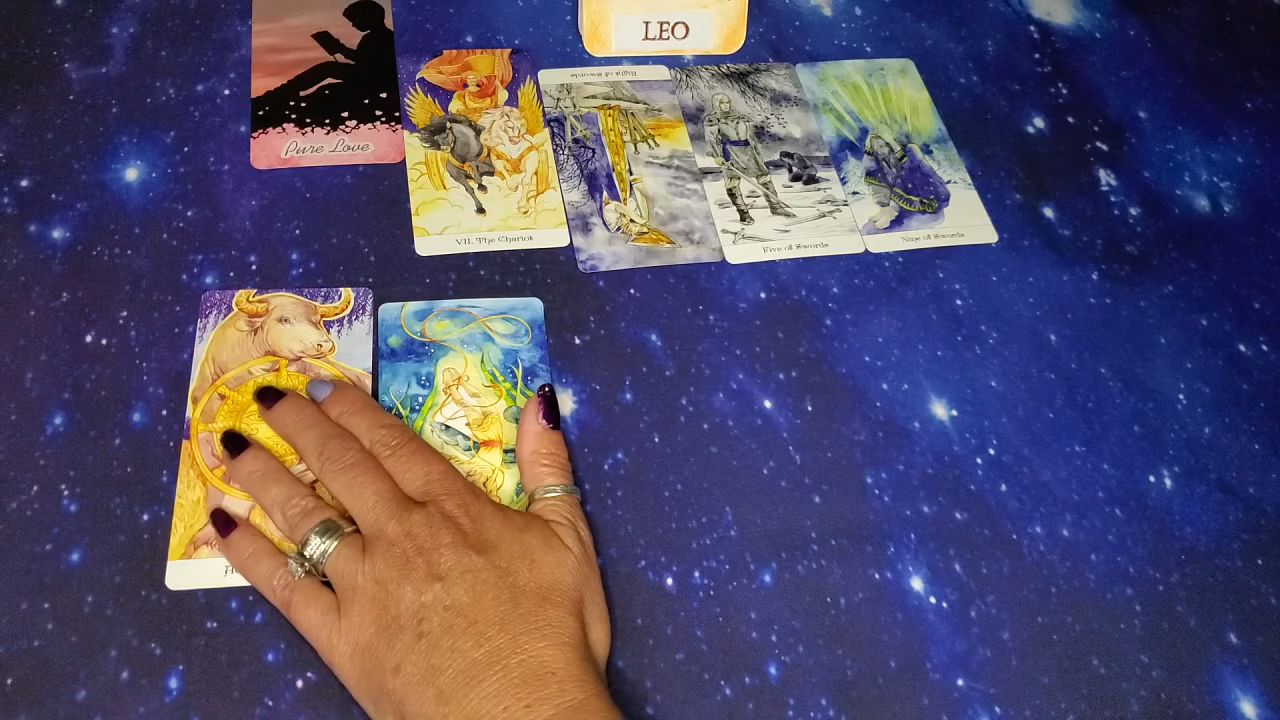 LEO
Pure Love
VII. The Chariot
Eight of Swords
Five of Swords
Nine of Swords